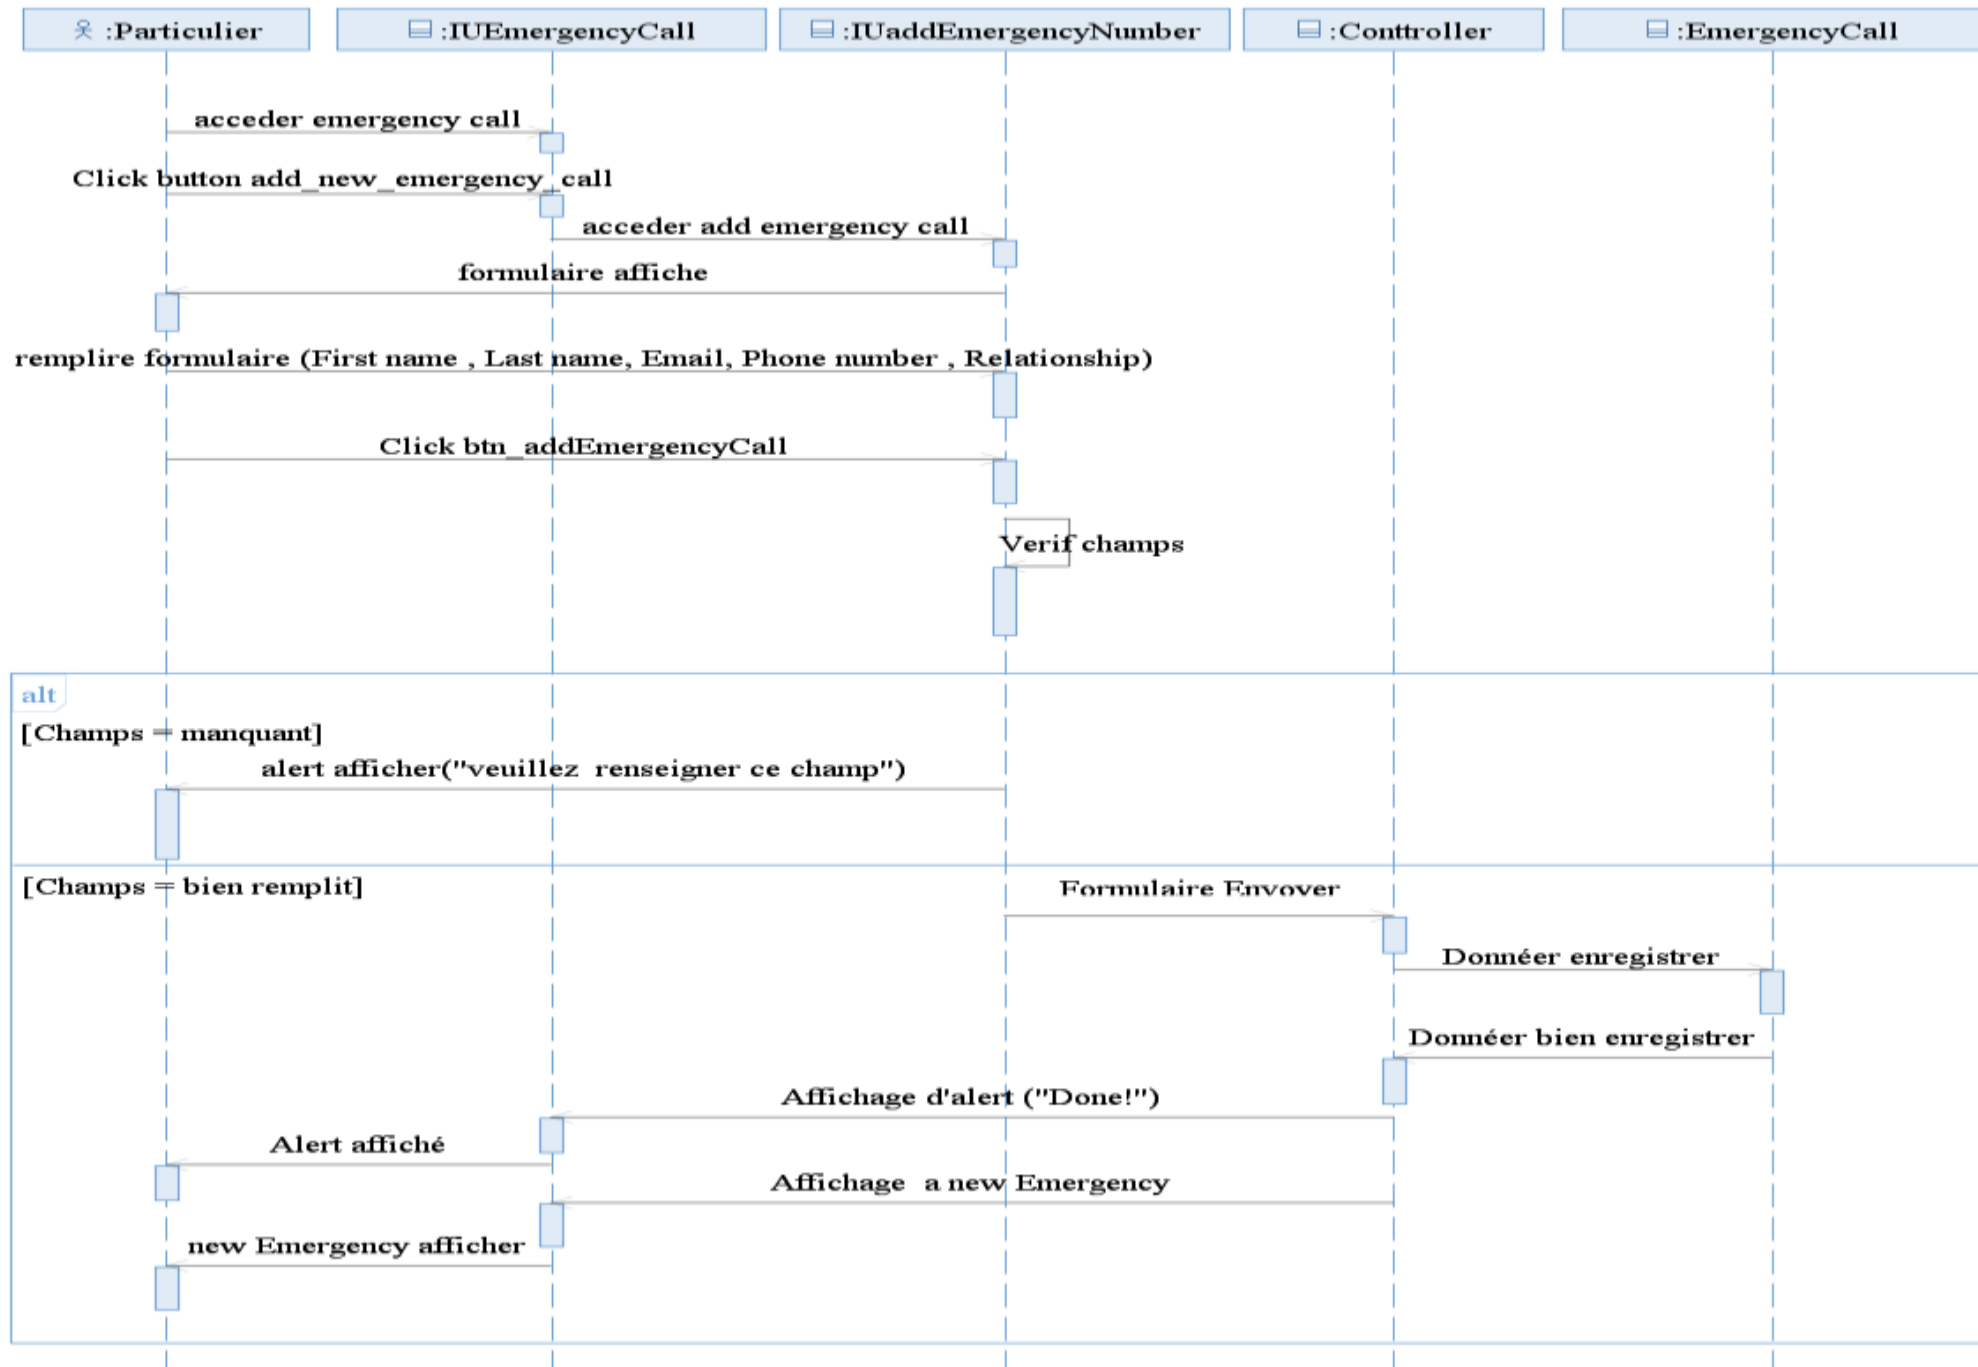 :Particulier
:IUEmergencyCall
:IUaddEmergencyNumber
:Conttroller
:EmergencyCall
acceder emergency call
Click button add_new_emergency_call
acceder add emergency call
formulaire affiche
remplire formulaire (First name , Last name, Email, Phone number , Relationship)
Click btn_addEmergencyCall
Verif champs
alt
[Champs = manquant]
alert afficher("veuillez  renseigner ce champ")
[Champs = bien remplit]
Formulaire Envoyer
Donnéer enregistrer
Donnéer bien enregistrer
Affichage d'alert ("Done!")
Alert affiché
Affichage  a new Emergency
new Emergency afficher